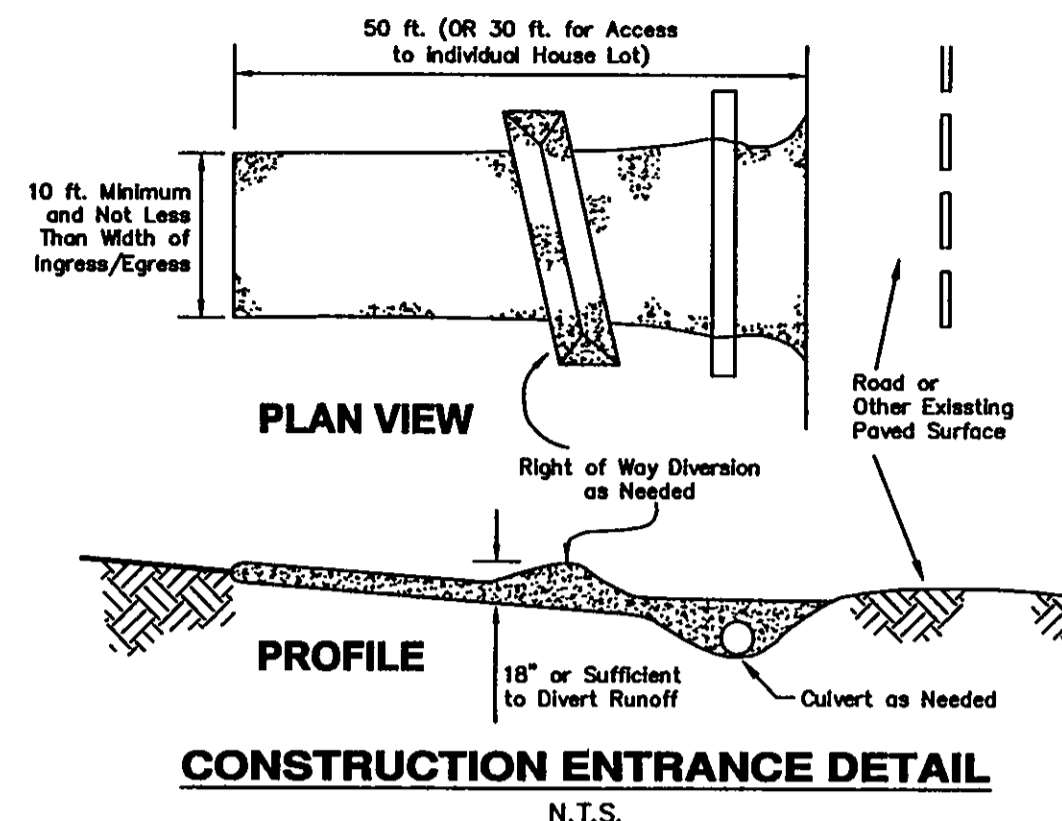 50 ft. (OR 30 ft. for Access
to individual House Lot)
10 ft. Minimum
and Not Less
Than Width of
Ingress/Egress
PLAN VIEW
Road or
Other Exissting
Paved Surface
Right of Way Diversion
as Needed
PROFILE
18" or Sufficient
to Divert Runoff
Culvert as Needed
CONSTRUCTION ENTRANCE DETAIL
N.T.S.